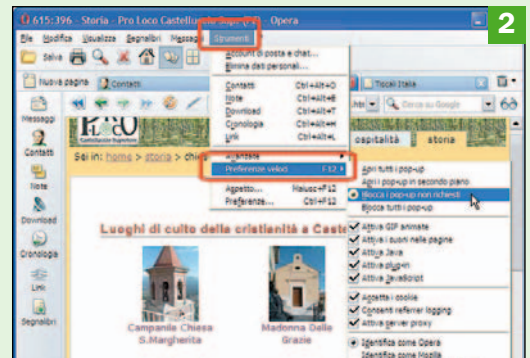 615:396 - Storia - Pro Loco Castelluccio Supe (PZ) - Opera
2
File Modifica Visualizza Segnalibri Messaggi Strumenti
Salva
Account di posta e chat...
Elimina dati personali...
Nuova pagina Contatti
Tiscali Italia
Contatti Ctrl+Alt+O
Note Ctrl+Alt+E
Download Ctrl+Alt+T
Cronologia Ctrl+Alt+H
Link Ctrl+Alt+L
Cerca su Google
Avanzate
Preferenze veloci F12
Aspetto... Maiusc+F12
Preferenze... Ctrl+F12
Messaggi
Contatti
Note
Download
Cronologia
Link
Segnalibri
Castelluccio Superiore
ospitalità storia
Sei in: home > storia >
Apri tutti i pop-up
Apri i pop-up in secondo piano
Blocca i pop-up non richiesti
Blocca tutti i pop-up
Attiva GIF animate
Attiva i suoni nelle pagine
Attiva Java
Attiva plug-in
Attiva JavaScript
Accetta i cookie
Consenti referrer logging
Attiva server proxy
Identifica come Opera
Identifica come Mozilla
Luoghi di culto della cristianità a Caste
Campanile Chiesa
S.Margherita
Madonna Delle
Grazie